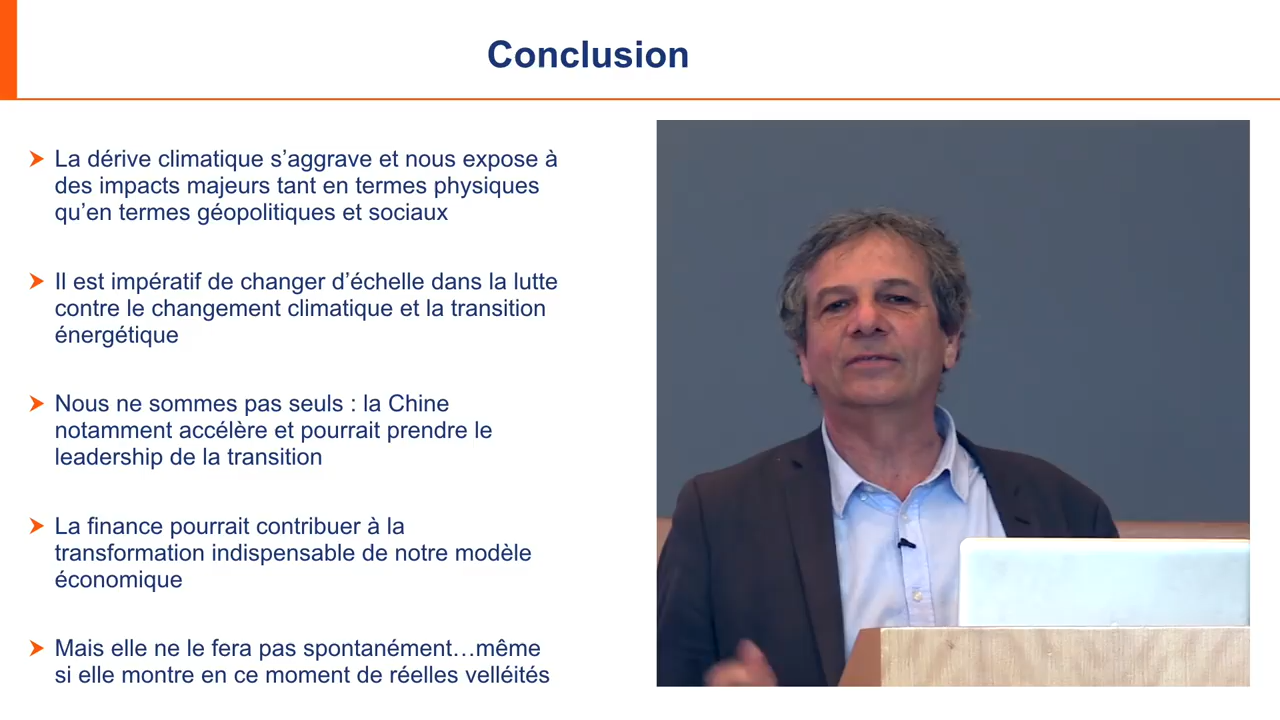 Conclusion
La dérive climatique s’aggrave et nous expose à
des impacts majeurs tant en termes physiques
qu’en termes géopolitiques et sociaux
Il est impératif de changer d’échelle dans la lutte
contre le changement climatique et la transition
énergétique
Nous ne sommes pas seuls : la Chine
notamment accélère et pourrait prendre le
leadership de la transition
La finance pourrait contribuer à la
transformation indispensable de notre modèle
économique
Mais elle ne le fera pas spontanément…même
si elle montre en ce moment de réelles velléités